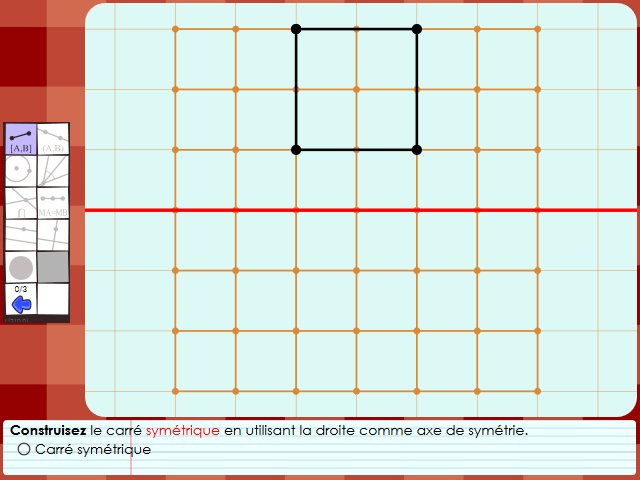 [A,B] (A,B)
∩ MA=MB
0/3
Construisez le carré symétrique en utilisant la droite comme axe de symétrie.
Carré symétrique